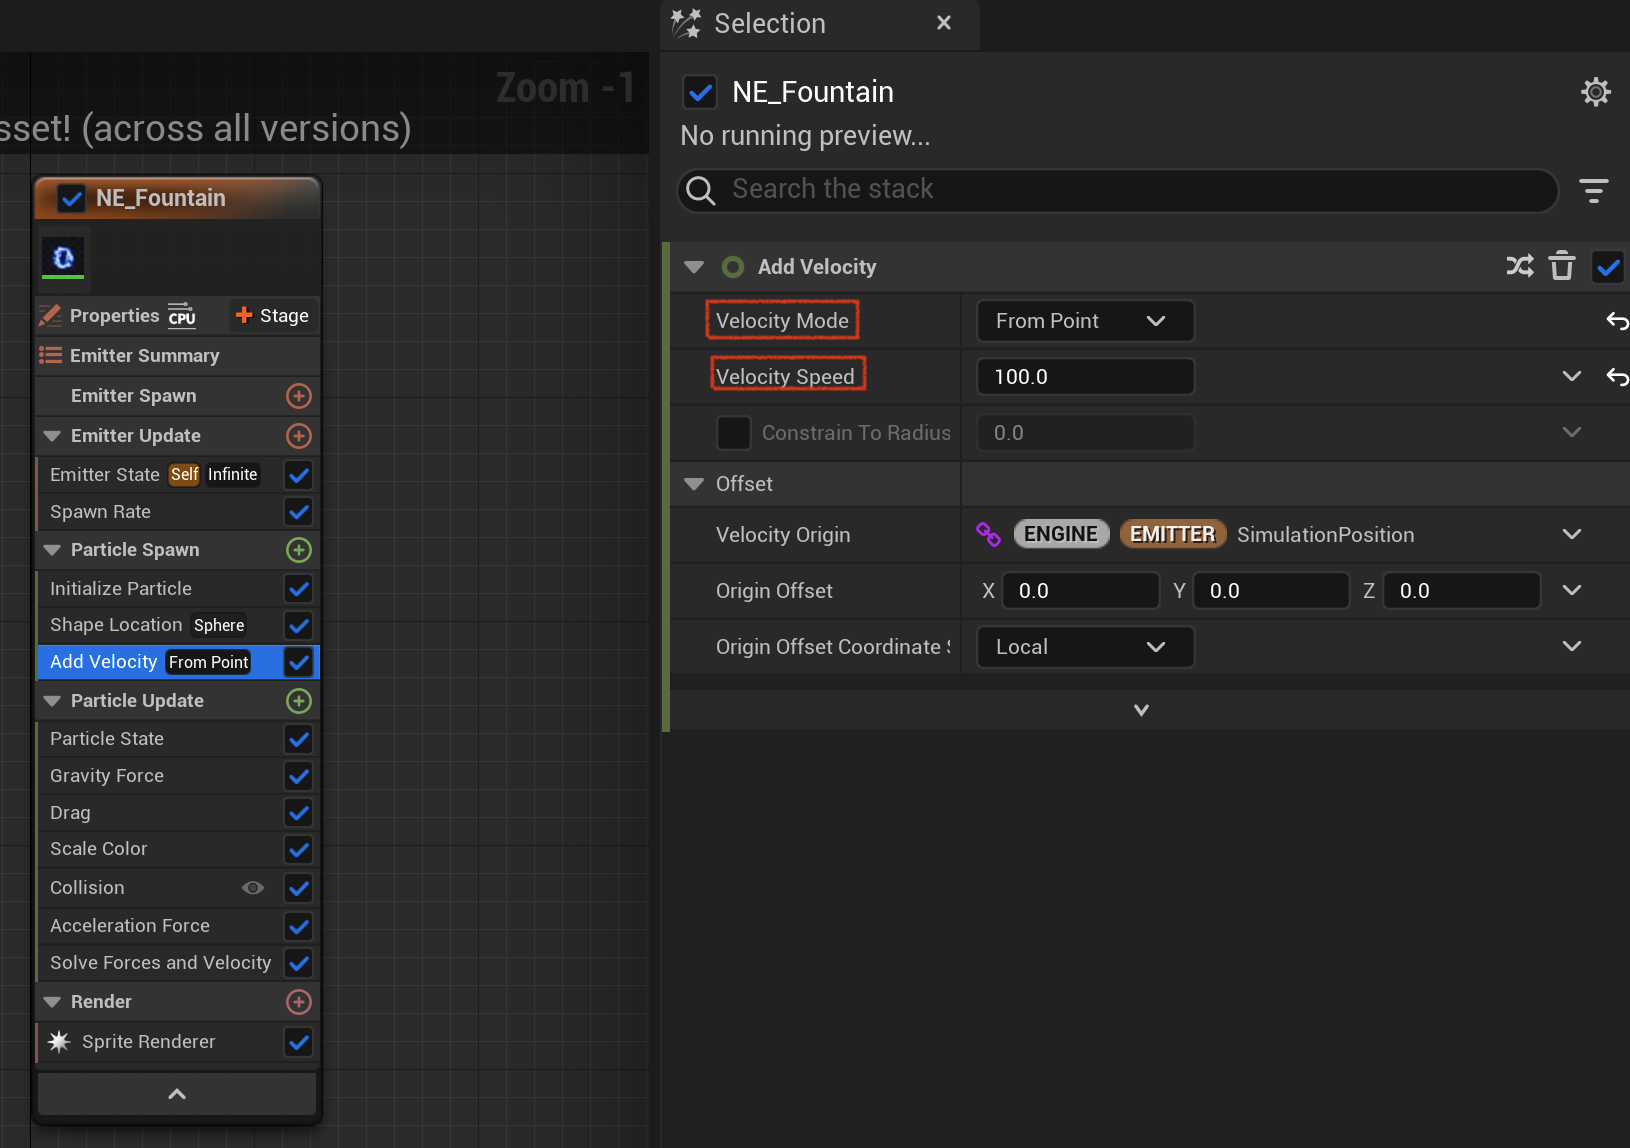 Selection
Zoom -1
sset! (across all versions)
NE_Fountain
No running preview...
Search the stack
NE_Fountain
Properties CPU Stage
Emitter Summary
Emitter Spawn
Emitter Update
Emitter State Self Infinite
Spawn Rate
Particle Spawn
Initialize Particle
Shape Location Sphere
Add Velocity From Point
Particle Update
Particle State
Gravity Force
Drag
Scale Color
Collision
Acceleration Force
Solve Forces and Velocity
Render
Sprite Renderer
Add Velocity
Velocity Mode From Point
Velocity Speed 100.0
Constrain To Radius 0.0
Offset
Velocity Origin ENGINE EMITTER SimulationPosition
Origin Offset X 0.0 Y 0.0 Z 0.0
Origin Offset Coordinate Local